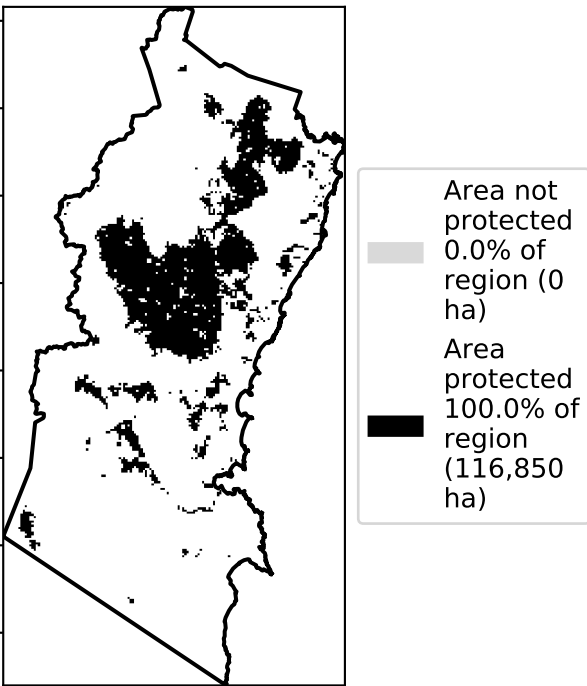 Area not
protected
0.0% of
region (0
ha)
Area
protected
100.0% of
region
(116,850
ha)